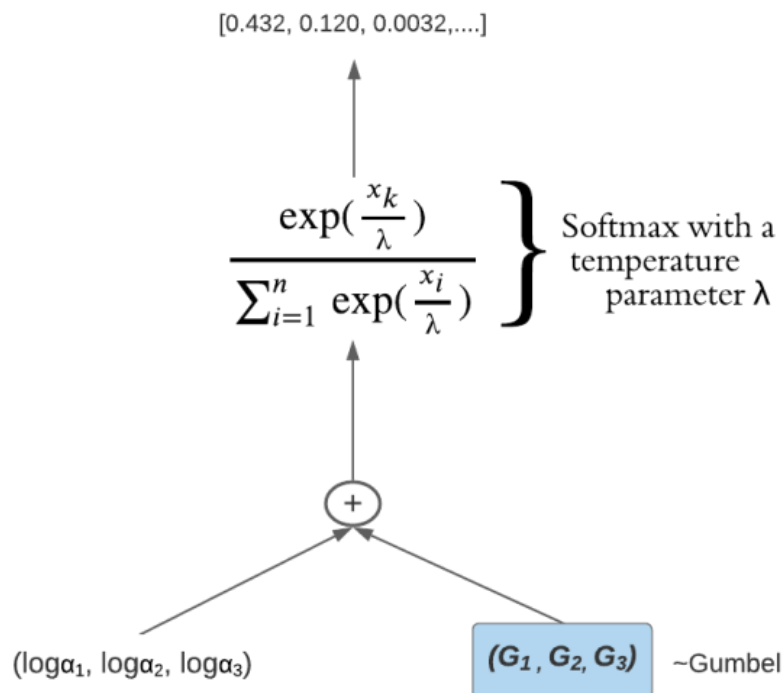 [0.432, 0.120, 0.0032,....]
exp(x_k/λ)
∑_{i=1}^{n} exp(x_i/λ)
Softmax with a
temperature
parameter λ
+
(logα₁, logα₂, logα₃)
(G₁, G₂, G₃)
~Gumbel